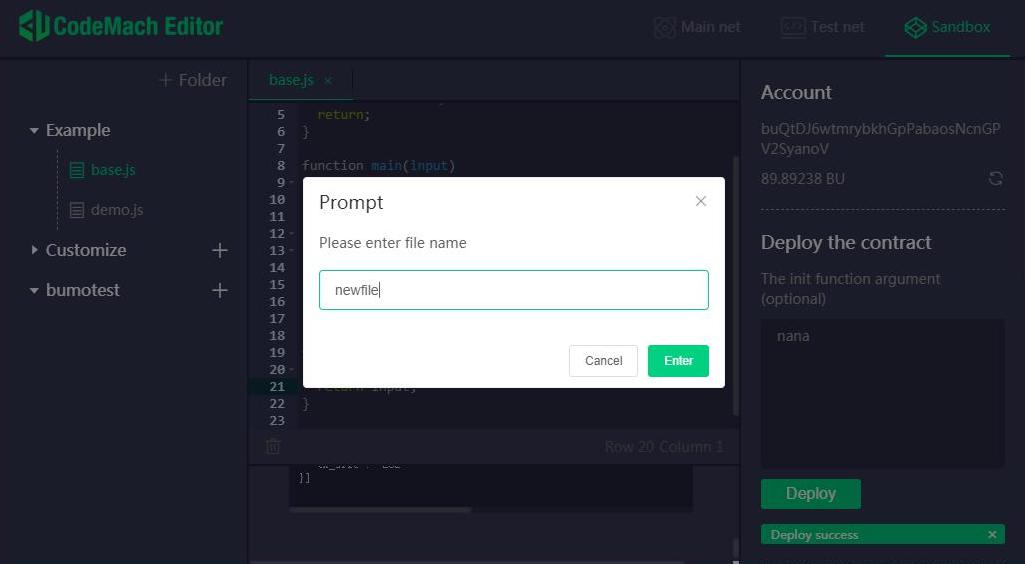 CodeMach Editor
Main net
Test net
Sandbox
+ Folder
Example
base.js
demo.js
Customize +
bumotest +
base.js ×
5 return;
6 }
7
8 function main(input)
9
10
11
12
13
14
15
16
17
18
19
20
21 return input;
22 }
23
Row 20 Column 1
}]
Prompt ×
Please enter file name
newfile
Cancel
Enter
Account
buQtDJ6wtmrybkhGpPabaosNcnGP
V2SyanoV
89.89238 BU
Deploy the contract
The init function argument
(optional)
nana
Deploy
Deploy success ×